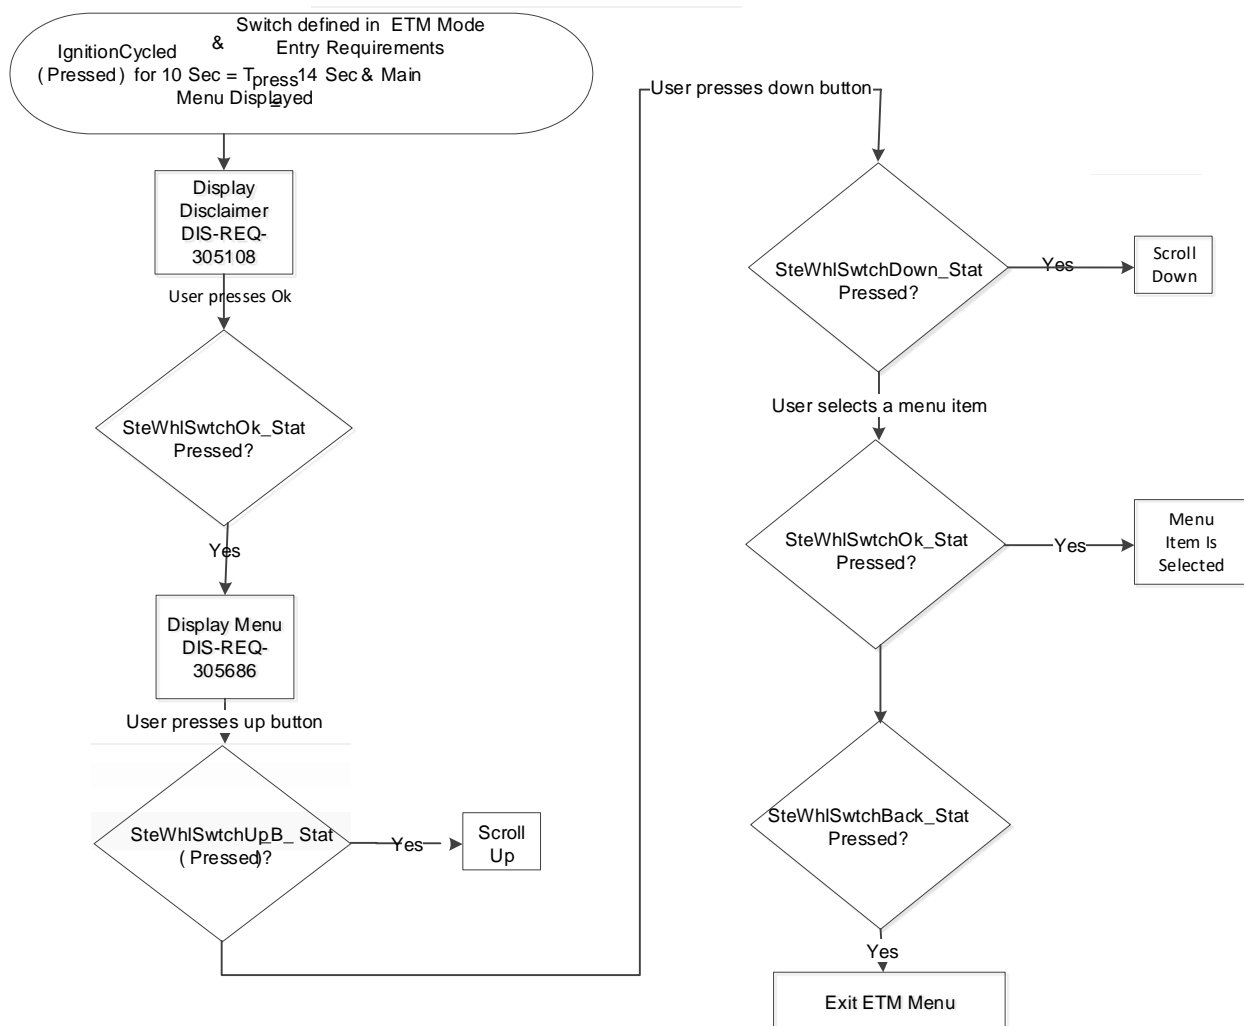 Switch defined in ETM Mode
IgnitionCycled & Entry Requirements
(Pressed) for 10 Sec = Tpress14 Sec & Main
Menu Displayed
=
Display
Disclaimer
DIS-REQ-
305108
User presses Ok
SteWhlSwtchOk_Stat
Pressed?
Yes
Display Menu
DIS-REQ-
305686
User presses up button
SteWhlSwtchUp_B_ Stat
(Pressed)?
Yes
Scroll
Up
User presses down button
SteWhlSwtchDown_Stat
Pressed?
Yes
Scroll
Down
User selects a menu item
SteWhlSwtchOk_Stat
Pressed?
Yes
Menu
Item Is
Selected
SteWhlSwtchBack_Stat
Pressed?
Yes
Exit ETM Menu